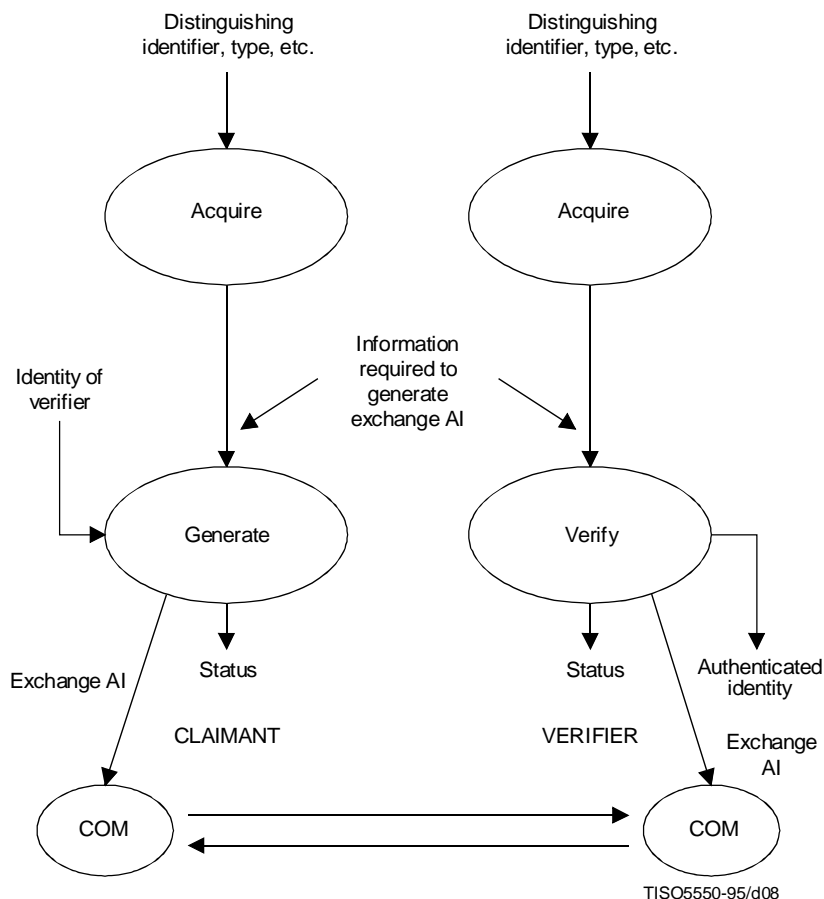 Distinguishing
identifier, type, etc.
Distinguishing
identifier, type, etc.
Acquire
Acquire
Information
required to
generate
exchange AI
Identity of
verifier
Generate
Verify
Status
Status
Authenticated
identity
Exchange AI
CLAIMANT
VERIFIER
Exchange
AI
COM
COM
TISO5550-95/d08